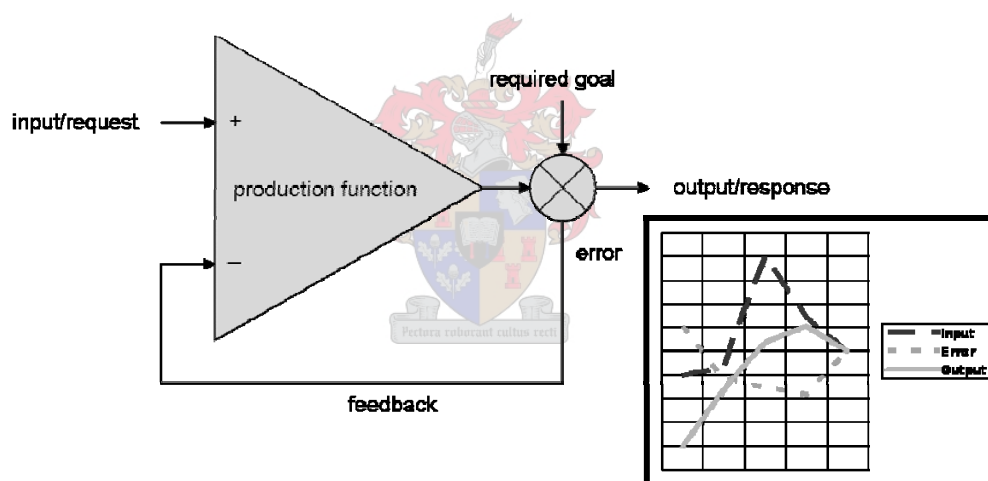 required goal
input/request
+
production function
output/response
−
error
Pectora roborant cultus recti
feedback
Input
Error
Output